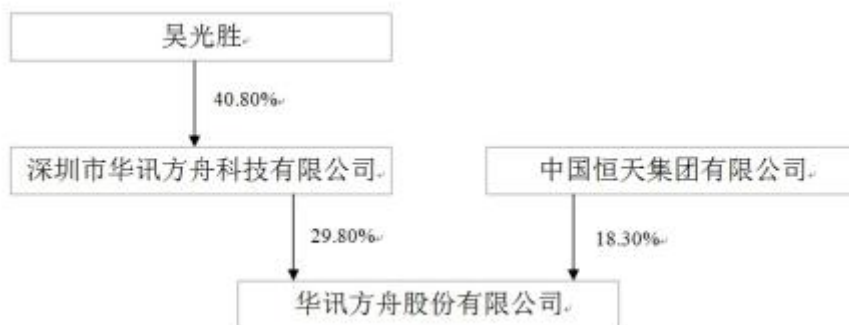 吴光胜
40.80%
深圳市华讯方舟科技有限公司
中国恒天集团有限公司
29.80%
18.30%
华讯方舟股份有限公司